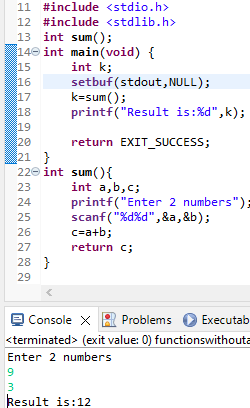 11 #include <stdio.h>
12 #include <stdlib.h>
13 int sum();
14 int main(void) {
15 int k;
16 setbuf(stdout,NULL);
17 k=sum();
18 printf("Result is:%d",k);
19
20 return EXIT_SUCCESS;
21 }
22 int sum(){
23 int a,b,c;
24 printf("Enter 2 numbers");
25 scanf("%d%d",&a,&b);
26 c=a+b;
27 return c;
28 }
29
Console Problems Executab
<terminated> (exit value: 0) functionswithouta
Enter 2 numbers
9
3
Result is:12